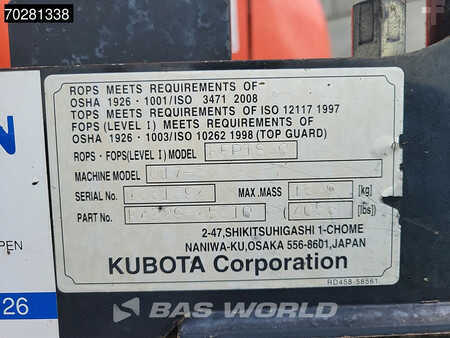 70281338
ROPS MEETS REQUIREMENTS OF
OSHA 1926 · 1001/ISO 3471 2008
TOPS MEETS REQUIREMENTS OF ISO 12117 1997
FOPS (LEVEL I) MEETS REQUIREMENTS OF
OSHA 1926 · 1003/ISO 10262 1998 (TOP GUARD)
ROPS · FOPS(LEVEL I) MODEL
MACHINE MODEL
SERIAL NO. MAX.MASS [kg]
PART NO. [lbs]
2-47,SHIKITSUHIGASHI 1-CHOME
NANIWA-KU,OSAKA 556-8601,JAPAN
KUBOTA Corporation
RD458-58561
PEN
26
BAS WORLD